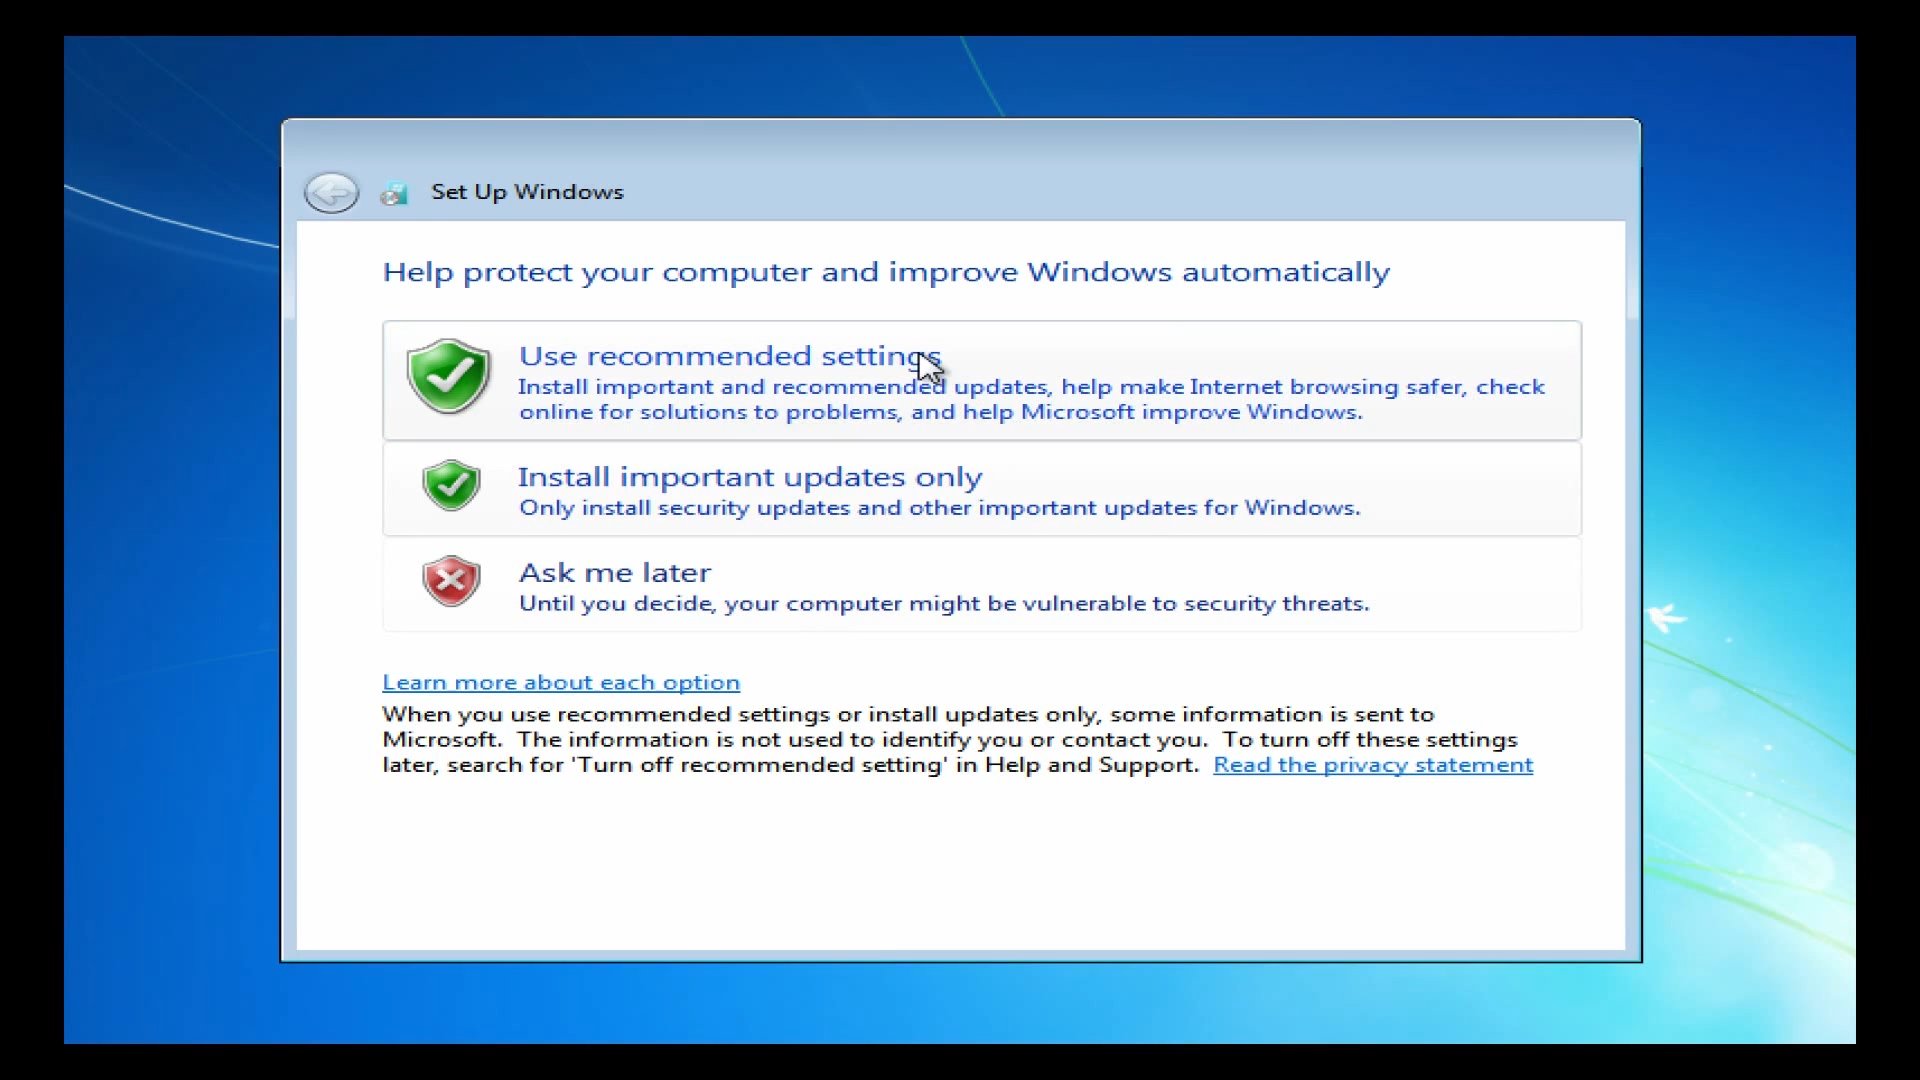 Set Up Windows
Help protect your computer and improve Windows automatically
Use recommended settings
Install important and recommended updates, help make Internet browsing safer, check
online for solutions to problems, and help Microsoft improve Windows.
Install important updates only
Only install security updates and other important updates for Windows.
Ask me later
Until you decide, your computer might be vulnerable to security threats.
Learn more about each option
When you use recommended settings or install updates only, some information is sent to
Microsoft.  The information is not used to identify you or contact you.  To turn off these settings
later, search for 'Turn off recommended setting' in Help and Support.  Read the privacy statement